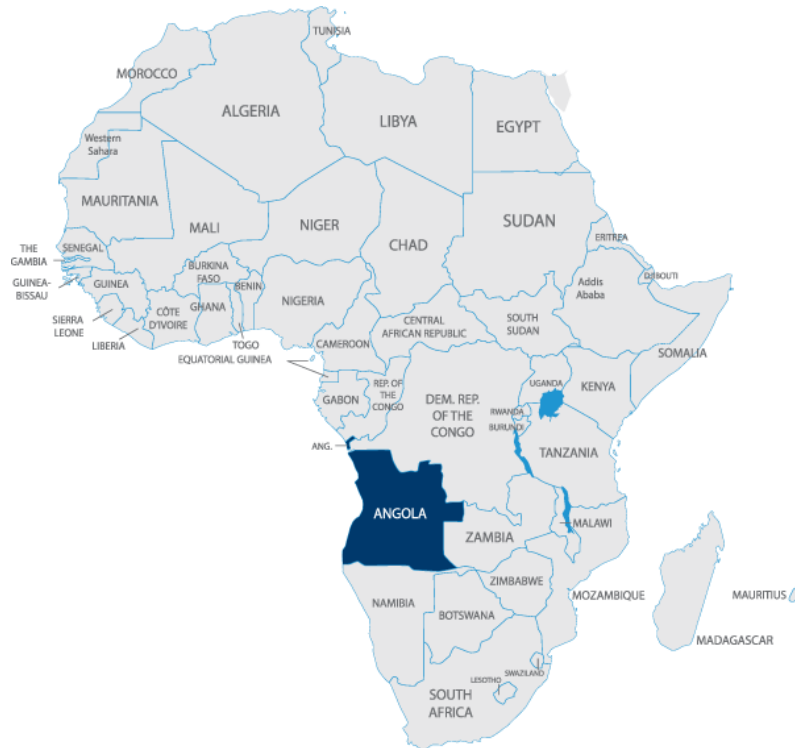 TUNISIA
MOROCCO
ALGERIA
LIBYA
EGYPT
Western
Sahara
MAURITANIA
MALI
NIGER
CHAD
SUDAN
ERITREA
THE
GAMBIA
SENEGAL
BURKINA
FASO
DJIBOUTI
GUINEA-
BISSAU
GUINEA
BENIN
NIGERIA
Addis
Ababa
SIERRA
LEONE
CÔTE
D'IVOIRE
GHANA
CENTRAL
AFRICAN REPUBLIC
SOUTH
SUDAN
LIBERIA
TOGO
CAMEROON
SOMALIA
EQUATORIAL GUINEA
GABON
REP. OF
THE
CONGO
DEM. REP.
OF THE
CONGO
UGANDA
KENYA
RWANDA
BURUNDI
ANG.
TANZANIA
ANGOLA
ZAMBIA
MALAWI
ZIMBABWE
MOZAMBIQUE
MAURITIUS
NAMIBIA
BOTSWANA
MADAGASCAR
LESOTHO
SWAZILAND
SOUTH
AFRICA